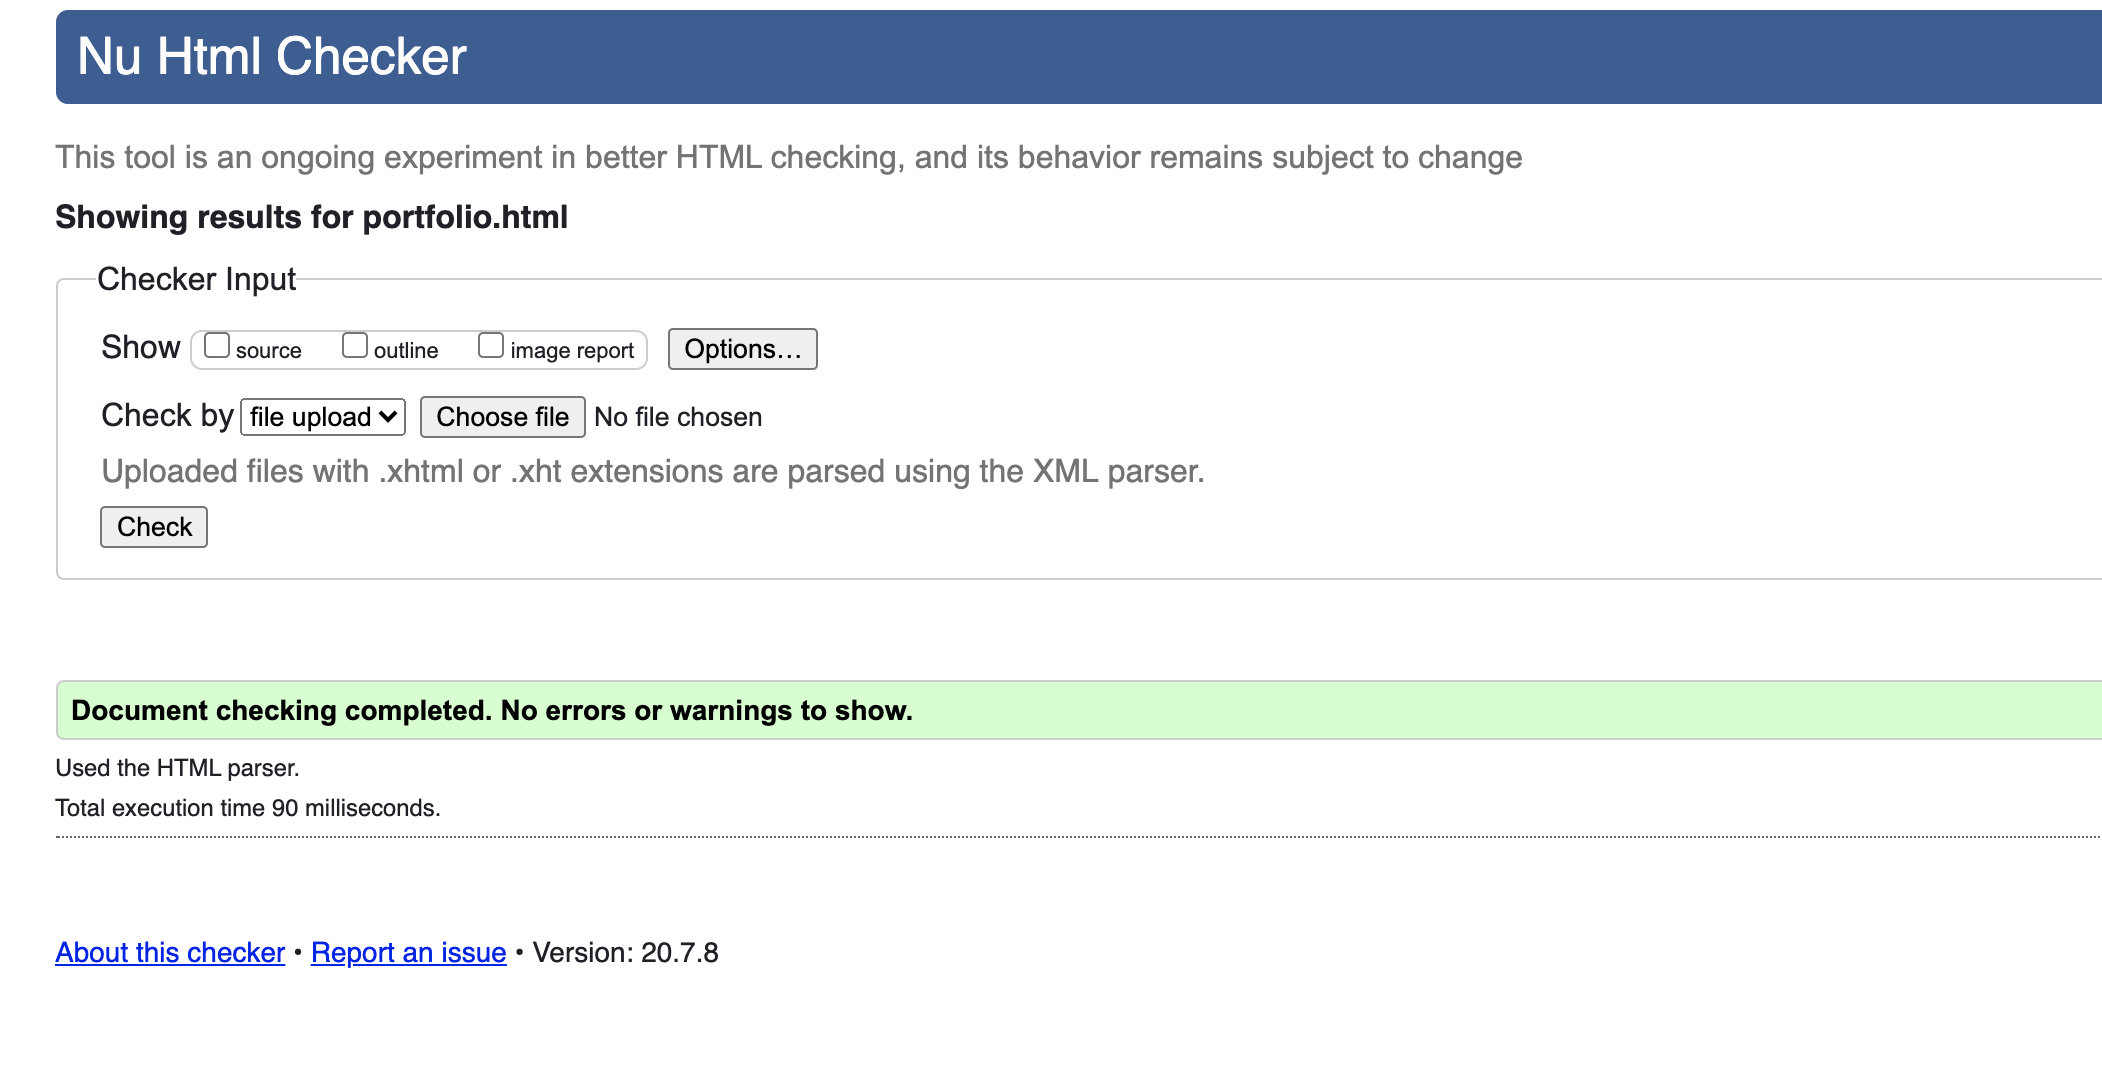 Nu Html Checker
This tool is an ongoing experiment in better HTML checking, and its behavior remains subject to change
Showing results for portfolio.html
Checker Input
Show source outline image report Options…
Check by file upload Choose file No file chosen
Uploaded files with .xhtml or .xht extensions are parsed using the XML parser.
Check
Document checking completed. No errors or warnings to show.
Used the HTML parser.
Total execution time 90 milliseconds.
About this checker • Report an issue • Version: 20.7.8